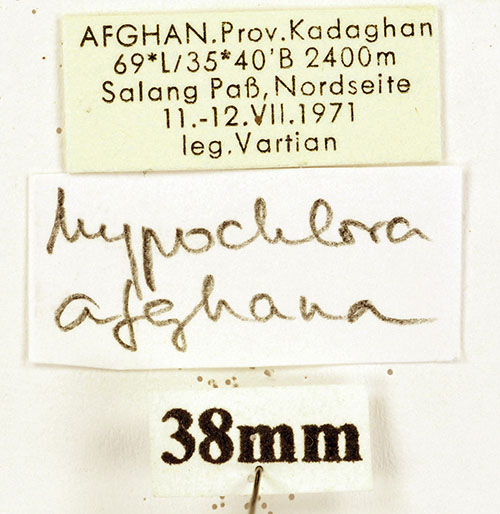 AFGHAN.Prov.Kadaghan
69*L/35*40'B 2400m
Salang Paß,Nordseite
11.-12.VII.1971
leg.Vartian
hypochlora
afghana
38mm